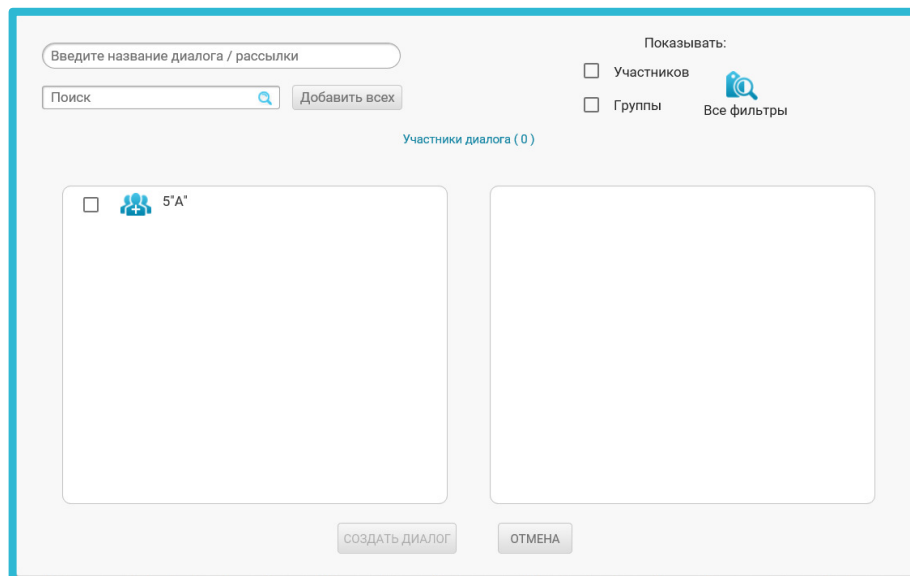 Показывать:
Введите название диалога / рассылки
Участников
Поиск
Добавить всех
Группы
Все фильтры
Участники диалога ( 0 )
5"А"
СОЗДАТЬ ДИАЛОГ
ОТМЕНА